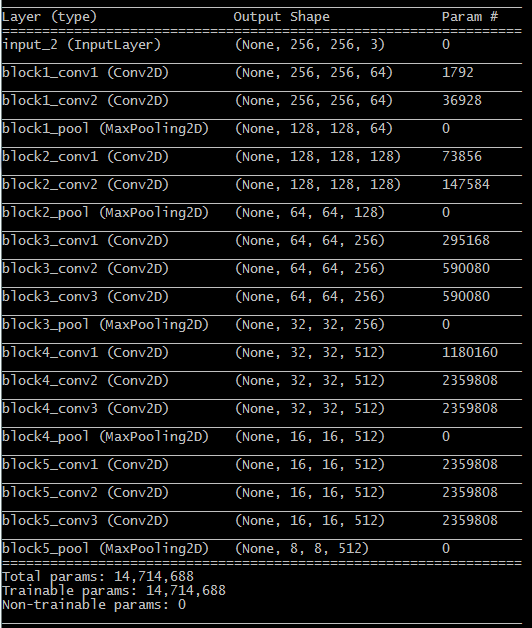 Layer (type) Output Shape Param #
input_2 (InputLayer) (None, 256, 256, 3) 0
block1_conv1 (Conv2D) (None, 256, 256, 64) 1792
block1_conv2 (Conv2D) (None, 256, 256, 64) 36928
block1_pool (MaxPooling2D) (None, 128, 128, 64) 0
block2_conv1 (Conv2D) (None, 128, 128, 128) 73856
block2_conv2 (Conv2D) (None, 128, 128, 128) 147584
block2_pool (MaxPooling2D) (None, 64, 64, 128) 0
block3_conv1 (Conv2D) (None, 64, 64, 256) 295168
block3_conv2 (Conv2D) (None, 64, 64, 256) 590080
block3_conv3 (Conv2D) (None, 64, 64, 256) 590080
block3_pool (MaxPooling2D) (None, 32, 32, 256) 0
block4_conv1 (Conv2D) (None, 32, 32, 512) 1180160
block4_conv2 (Conv2D) (None, 32, 32, 512) 2359808
block4_conv3 (Conv2D) (None, 32, 32, 512) 2359808
block4_pool (MaxPooling2D) (None, 16, 16, 512) 0
block5_conv1 (Conv2D) (None, 16, 16, 512) 2359808
block5_conv2 (Conv2D) (None, 16, 16, 512) 2359808
block5_conv3 (Conv2D) (None, 16, 16, 512) 2359808
block5_pool (MaxPooling2D) (None, 8, 8, 512) 0
Total params: 14,714,688
Trainable params: 14,714,688
Non-trainable params: 0